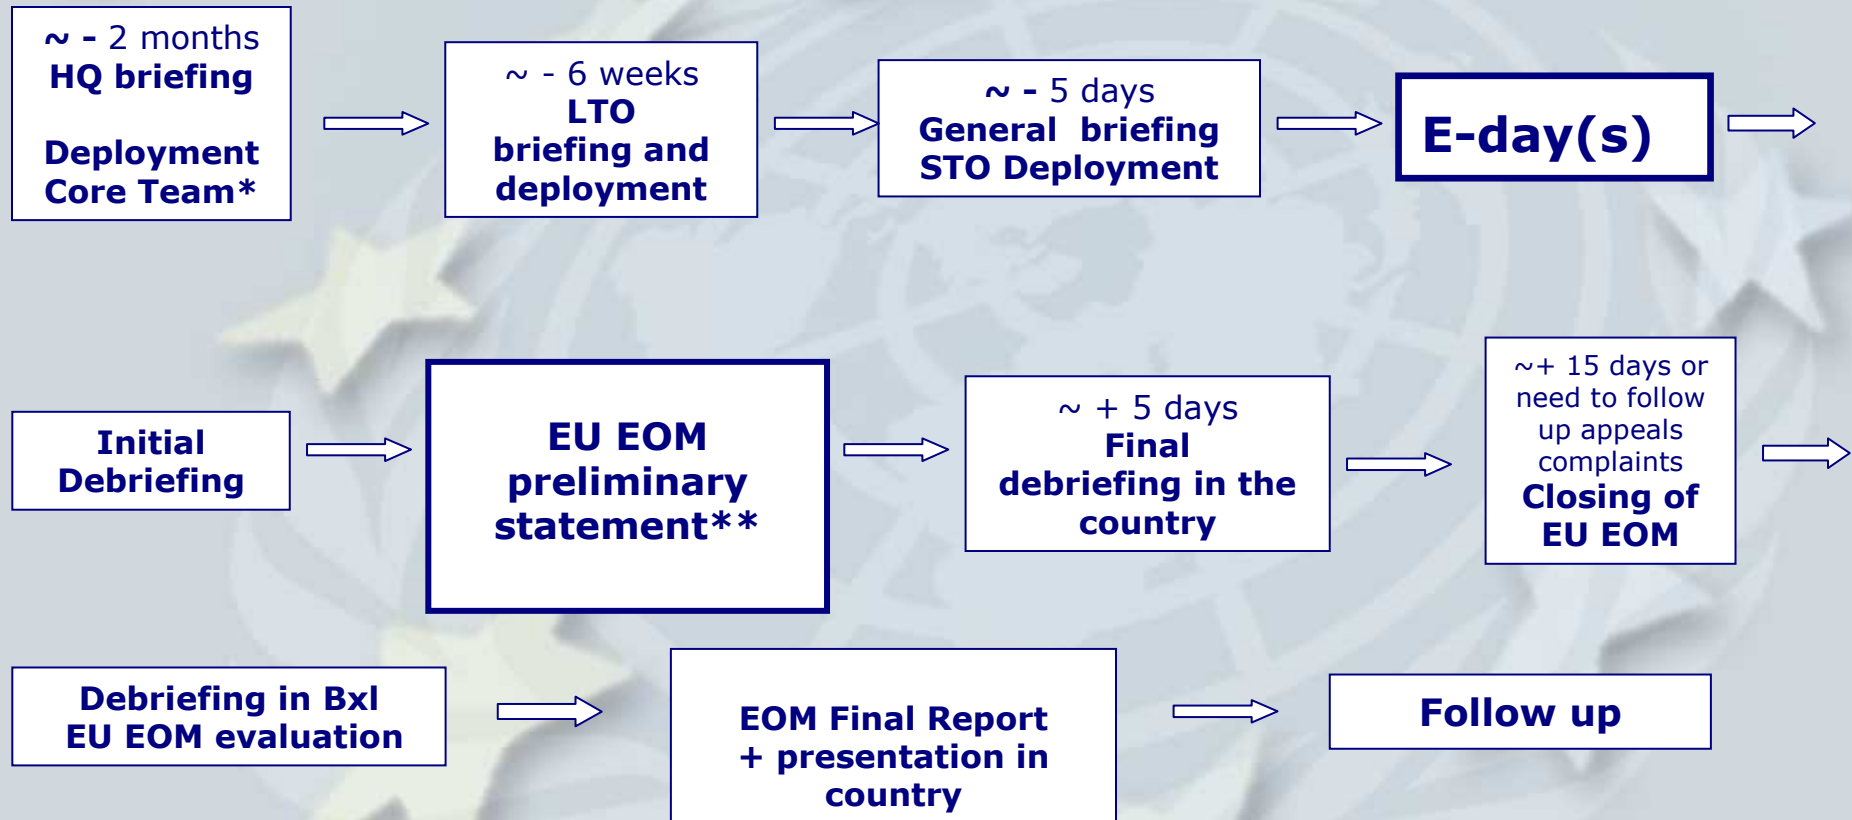 ~ - 2 months
HQ briefing
Deployment
Core Team*
~ - 6 weeks
LTO
briefing and
deployment
~ - 5 days
General briefing
STO Deployment
E-day(s)
Initial
Debriefing
EU EOM
preliminary
statement**
~ + 5 days
Final
debriefing in the
country
~+ 15 days or
need to follow
up appeals
complaints
Closing of
EU EOM
Debriefing in Bxl
EU EOM evaluation
EOM Final Report
+ presentation in
country
Follow up